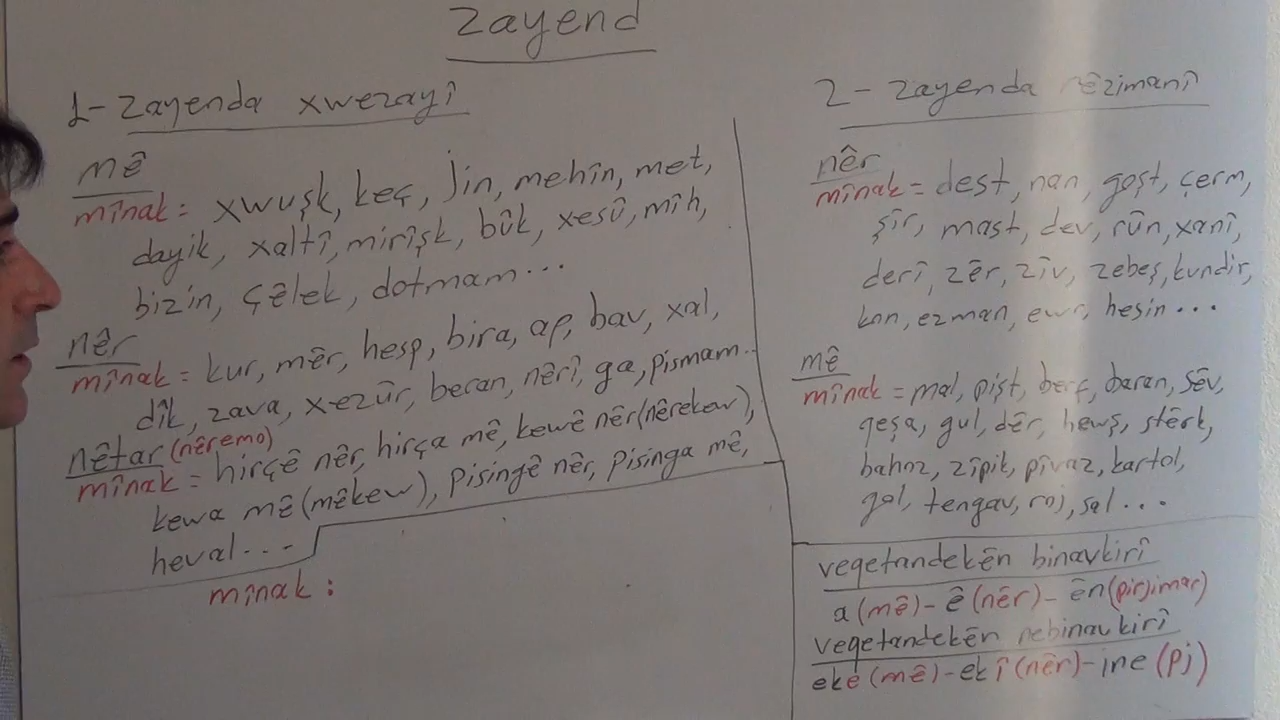 Zayend
1- Zayenda xwezayî
mê
mînak: xwuşk, keç, jin, mehîn, met,
dayik, xaltî, mirîşk, bûk, xesû, mîh,
bizin, çêlek, dotmam...
nêr
mînak = kur, mêr, hesp, bira, ap, bav, xal,
dîk, zava, xezûr, beran, nêrî, ga, pismam..
nêtar (nêremo)
mînak = hirçê nêr, hirça mê, kewê nêr (nêrekew),
kewa mê (mêkew), pisingê nêr, pisinga mê,
heval...
mînak :
2- Zayenda rêzimanî
nêr
mînak = dest, nan, goşt, çerm,
şîr, mast, dev, rûn, xanî,
derî, zêr, zîv, zebeş, kundir,
kon, ezman, ewr, hesin...
mê
mînak = mal, pişt, berf, baran, sêv,
qeşa, gul, dêr, hewş, stêrk,
bahoz, zîpik, pîvaz, kartol,
gol, tengav, roj, sal...
veqetandekên binavkirî
a (mê) - ê (nêr) - ên (pirjimar)
veqetandekên nebinavkirî
eke (mê) - ekî (nêr) - ine (pj)